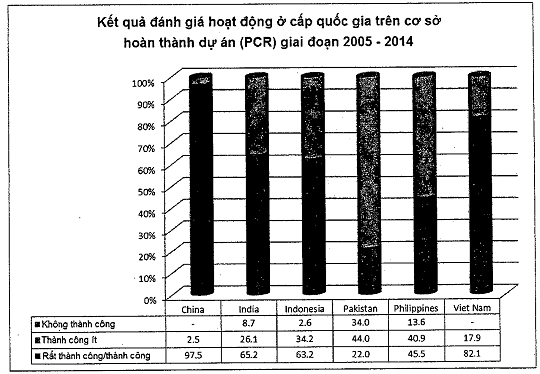 Kết quả đánh giá hoạt động ở cấp quốc gia trên cơ sở
hoàn thành dự án (PCR) giai đoạn 2005 - 2014
100%
90%
80%
70%
60%
50%
40%
30%
20%
10%
0%
China India Indonesia Pakistan Philippines Viet Nam
Không thành công - 8.7 2.6 34.0 13.6 -
Thành công ít 2.5 26.1 34.2 44.0 40.9 17.9
Rất thành công/thành công 97.5 65.2 63.2 22.0 45.5 82.1